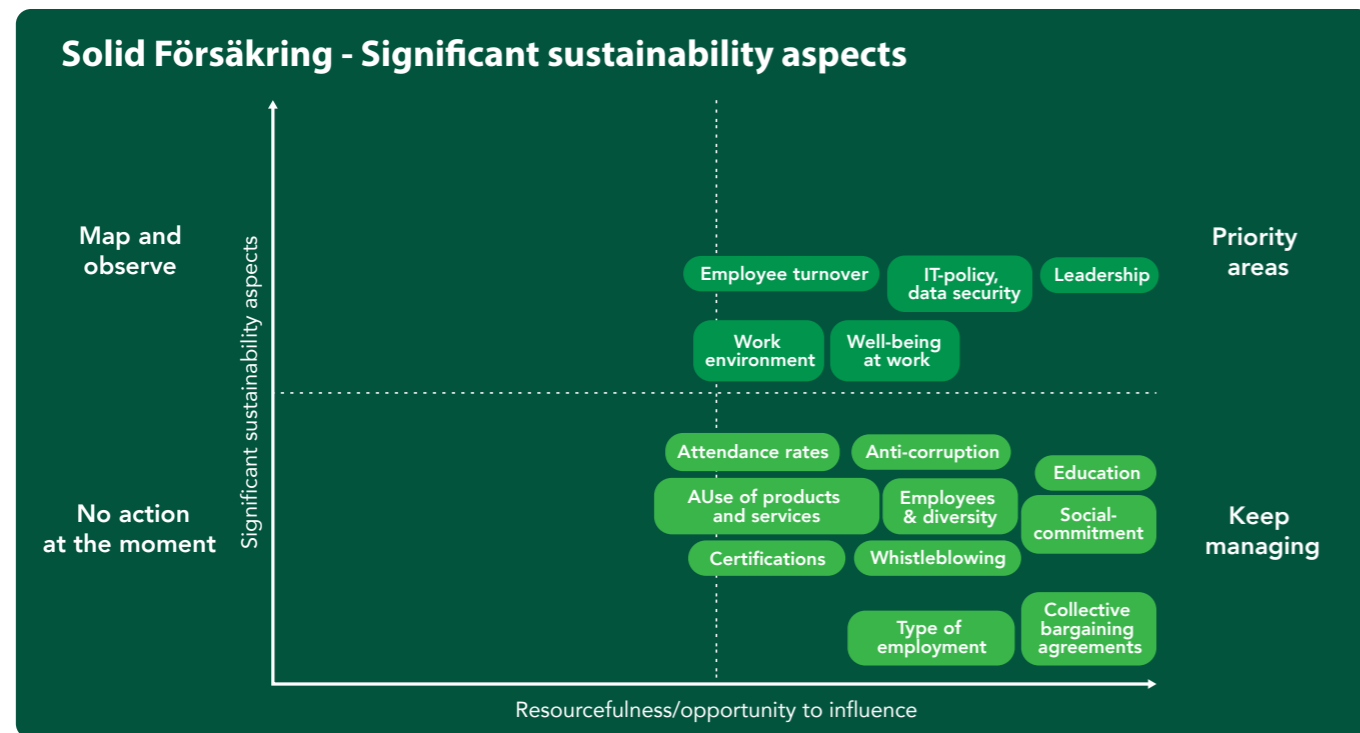 Solid Försäkring - Significant sustainability aspects
Map and
observe
No action
at the moment
Significant sustainability aspects
Employee turnover
IT-policy,
data security
Leadership
Work
environment
Well-being
at work
Priority
areas
Attendance rates
Anti-corruption
Education
AUse of products
and services
Employees
& diversity
Social-
commitment
Certifications
Whistleblowing
Type of
employment
Collective
bargaining
agreements
Keep
managing
Resourcefulness/opportunity to influence